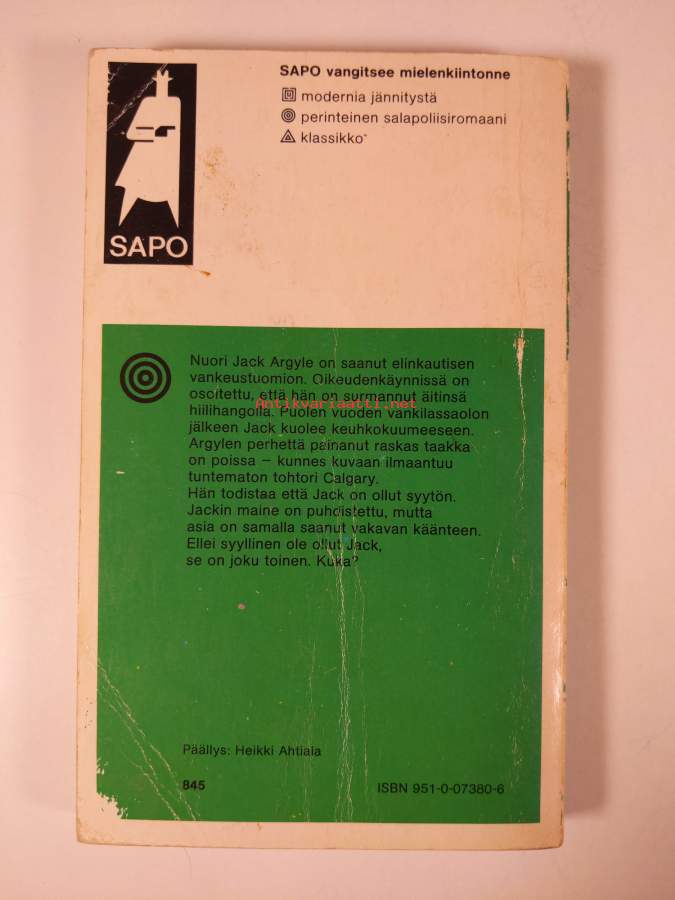 SAPO
SAPO vangitsee mielenkiintonne
modernia jännitystä
perinteinen salapoliisiromaani
klassikko
Nuori Jack Argyle on saanut elinkautisen
vankeustuomion. Oikeudenkäynnissä on
osoitettu, että hän on surmannut äitinsä
Antikvariaatti.net
hiilihangolla. Puolen vuoden vankilassaolon
jälkeen Jack kuolee keuhkokuumeeseen.
Argylen perhettä painanut raskas taakka
on poissa – kunnes kuvaan ilmaantuu
tuntematon tohtori Calgary.
Hän todistaa että Jack on ollut syytön.
Jackin maine on puhdistettu, mutta
asia on samalla saanut vakavan käänteen.
Ellei syyllinen ole ollut Jack,
se on joku toinen. Kuka?
Päällys: Heikki Ahtiala
845
ISBN 951-0-07380-6